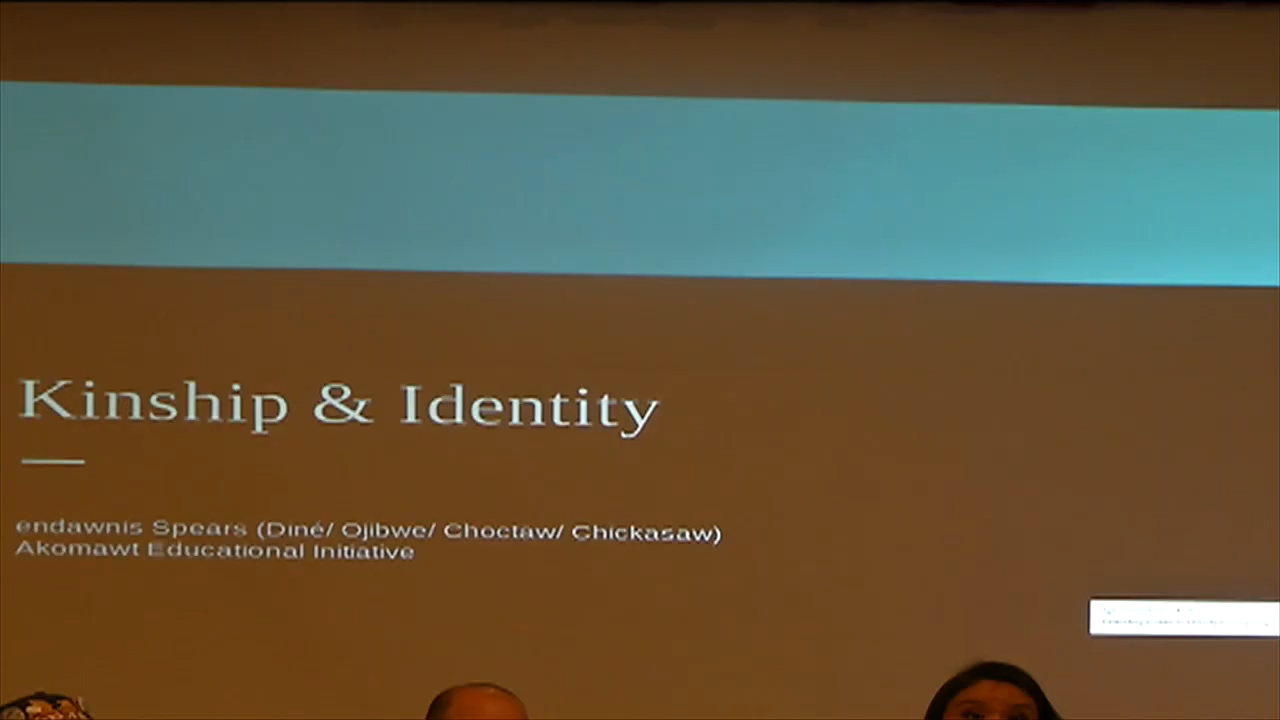 Kinship & Identity
endawnis Spears (Diné/ Ojibwe/ Choctaw/ Chickasaw)
Akomawt Educational Initiative